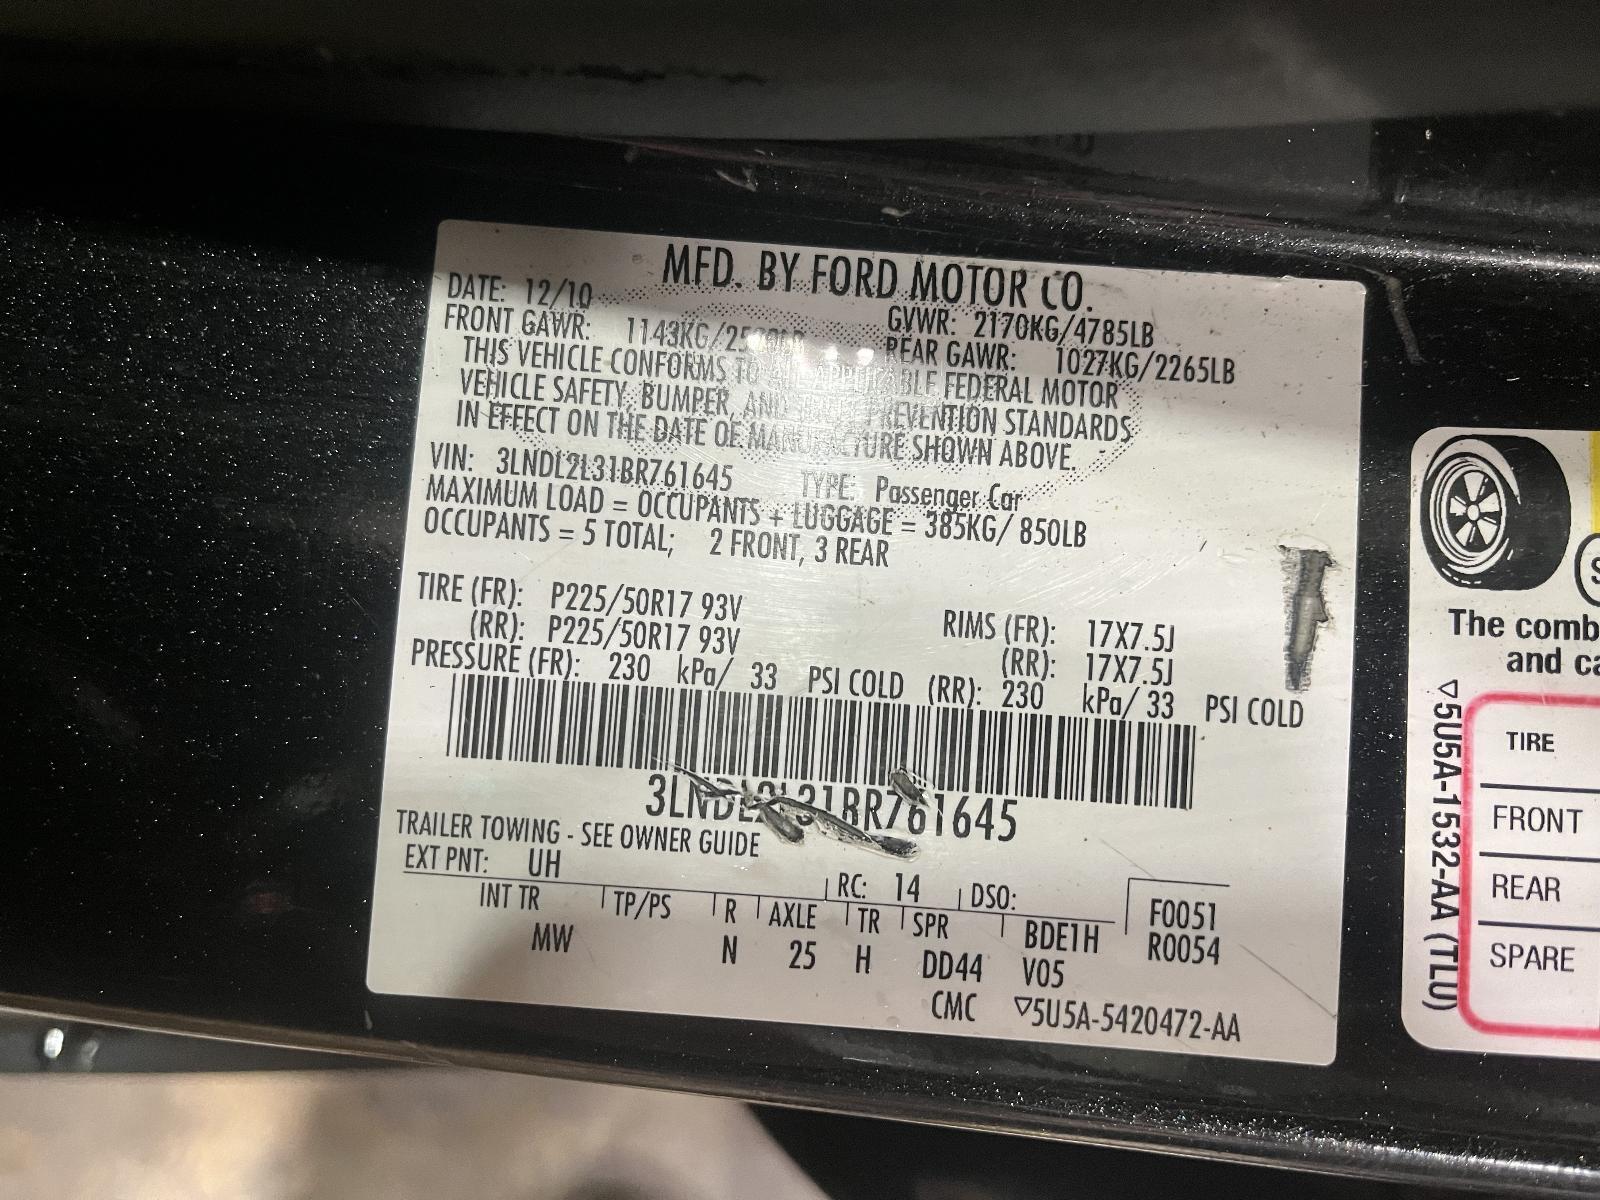 MFD. BY FORD MOTOR CO.
DATE: 12/10 GVWR: 2170KG/4785LB
FRONT GAWR: 1143KG/ REAR GAWR: 1027KG/2265LB
THIS VEHICLE CONFORMS TO ALL APPLICABLE FEDERAL MOTOR
VEHICLE SAFETY, BUMPER, AND THEFT PREVENTION STANDARDS
IN EFFECT ON THE DATE OF MANUFACTURE SHOWN ABOVE.
VIN: 3LNDL2L31BR761645 TYPE: Passenger Car
MAXIMUM LOAD = OCCUPANTS + LUGGAGE = 385KG/ 850LB
OCCUPANTS = 5 TOTAL; 2 FRONT, 3 REAR
TIRE (FR): P225/50R17 93V RIMS (FR): 17X7.5J
(RR): P225/50R17 93V (RR): 17X7.5J
PRESSURE (FR): 230 kPa/ 33 PSI COLD (RR): 230 kPa/ 33 PSI COLD
3LNDL2L31BR761645
TRAILER TOWING - SEE OWNER GUIDE
EXT PNT: UH RC: 14 DSO: F0051
INT TR TP/PS R AXLE TR SPR BDE1H R0054
MW N 25 H DD44 V05
CMC ▽5U5A-5420472-AA
S
The comb
and ca
▽5U5A-1532-AA (TLU)
TIRE
FRONT
REAR
SPARE